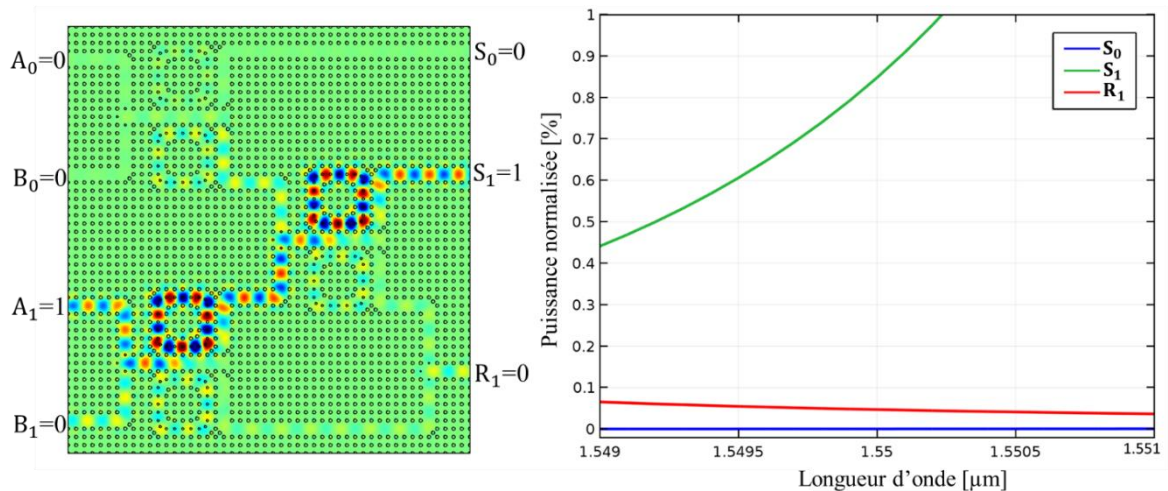 A₀=0
B₀=0
A₁=1
B₁=0
S₀=0
S₁=1
R₁=0
Puissance normalisée [%]
1
0.9
0.8
0.7
0.6
0.5
0.4
0.3
0.2
0.1
0
S₀
S₁
R₁
1.549
1.5495
1.55
1.5505
1.551
Longueur d’onde [µm]